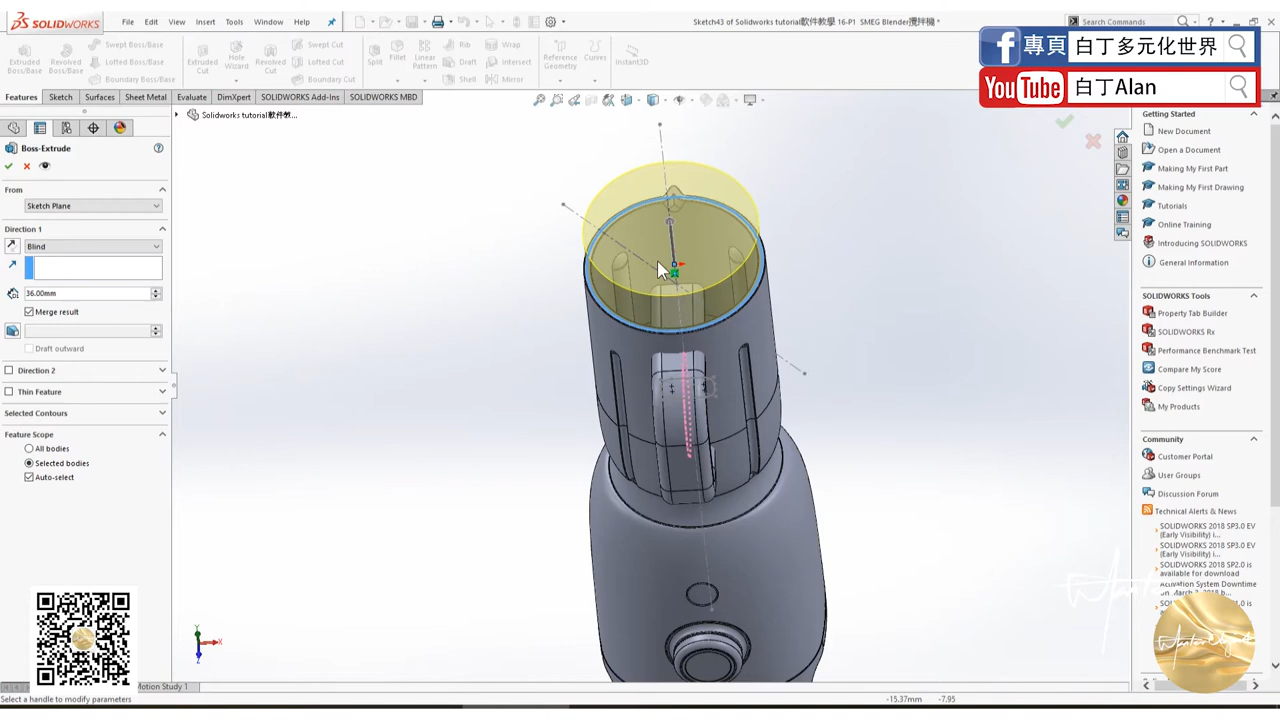 SOLIDWORKS File Edit View Insert Tools Window Help
Sketch43 of Solidworks tutorial軟件教學 16-P1 SMEG Blender攪拌機 *
Search Commands
專頁 白丁多元化世界
YouTube 白丁Alan
Extruded Boss/Base
Revolved Boss/Base
Swept Boss/Base
Lofted Boss/Base
Boundary Boss/Base
Extruded Cut
Hole Wizard
Revolved Cut
Swept Cut
Lofted Cut
Boundary Cut
Split
Fillet
Linear Pattern
Rib
Draft
Shell
Wrap
Intersect
Mirror
Reference Geometry
Curves
Instant3D
Features Sketch Surfaces Sheet Metal Evaluate DimXpert SOLIDWORKS Add-Ins SOLIDWORKS MBD
Solidworks tutorial軟件教...
Boss-Extrude
From
Sketch Plane
Direction 1
Blind
36.00mm
Merge result
Draft outward
Direction 2
Thin Feature
Selected Contours
Feature Scope
All bodies
Selected bodies
Auto-select
Y
X
Z
Getting Started
New Document
Open a Document
Making My First Part
Making My First Drawing
Tutorials
Online Training
Introducing SOLIDWORKS
General Information
SOLIDWORKS Tools
Property Tab Builder
SOLIDWORKS Rx
Performance Benchmark Test
Compare My Score
Copy Settings Wizard
My Products
Community
Customer Portal
User Groups
Discussion Forum
Technical Alerts & News
SOLIDWORKS 2018 SP3.0 EV
(Early Visibility) i...
SOLIDWORKS 2018 SP3.0 EV
(Early Visibility) i...
SOLIDWORKS 2018 SP2.0 is
available for download
Activation System Downtime
Motion Study 1
Select a handle to modify parameters
-15.37mm -7.95